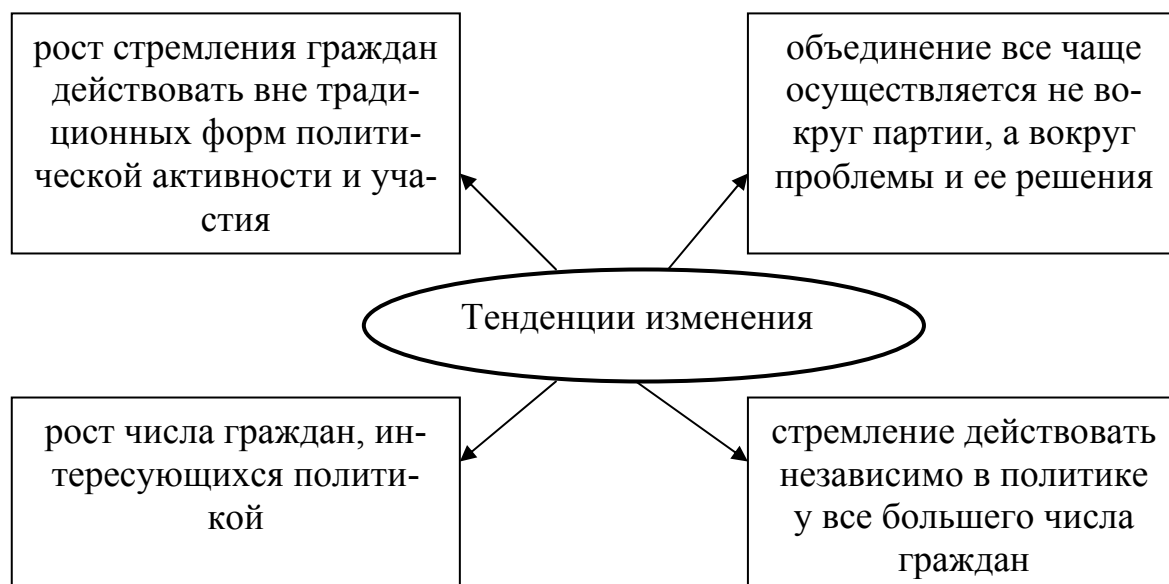 рост стремления граждан
действовать вне тради-
ционных форм полити-
ческой активности и уча-
стия
объединение все чаще
осуществляется не во-
круг партии, а вокруг
проблемы и ее решения
Тенденции изменения
рост числа граждан, ин-
тересующихся полити-
кой
стремление действовать
независимо в политике
у все большего числа
граждан